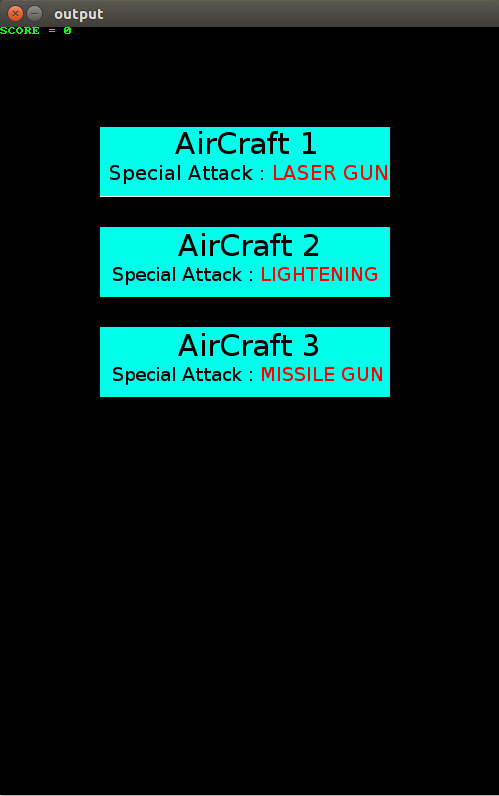 output
SCORE = 0
AirCraft 1
Special Attack : LASER GUN
AirCraft 2
Special Attack : LIGHTENING
AirCraft 3
Special Attack : MISSILE GUN